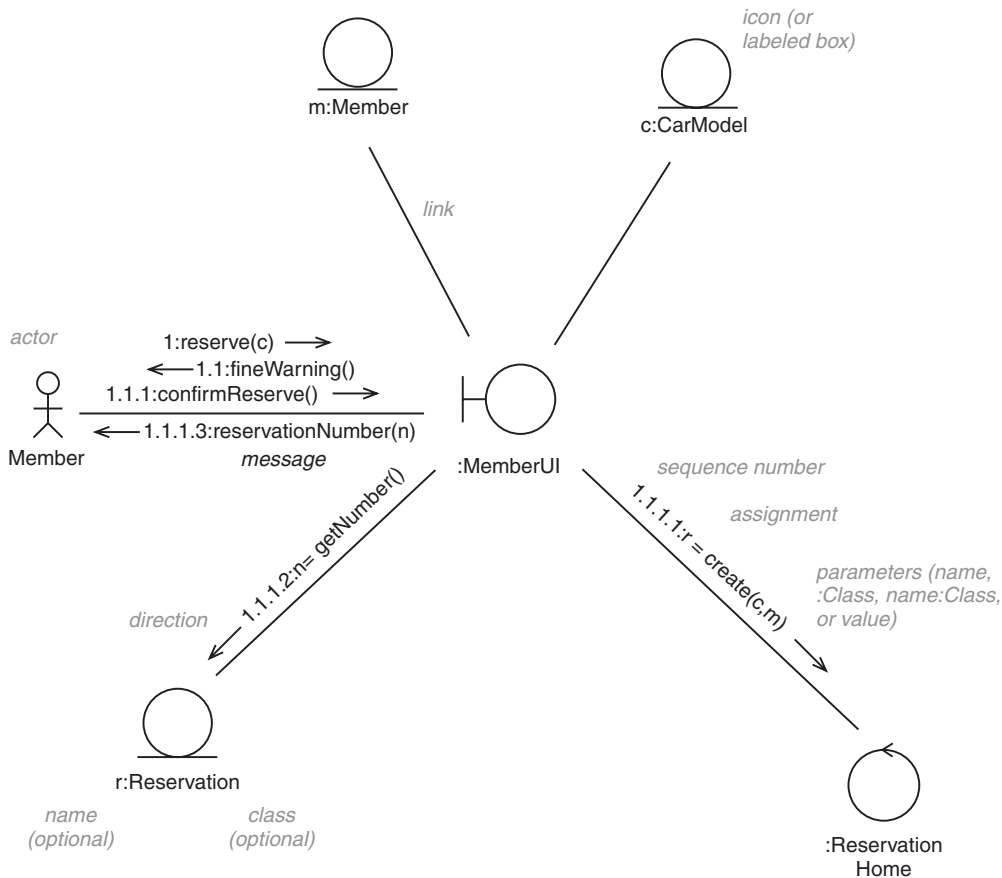 icon (or
labeled box)
m:Member
c:CarModel
link
actor
1:reserve(c)
1.1:fineWarning()
1.1.1:confirmReserve()
1.1.1.3:reservationNumber(n)
Member
message
:MemberUI
sequence number
1.1.1.1:r = create(c,m)
assignment
1.1.1.2:n= getNumber()
parameters (name,
:Class, name:Class,
or value)
direction
r:Reservation
name
(optional)
class
(optional)
:Reservation
Home